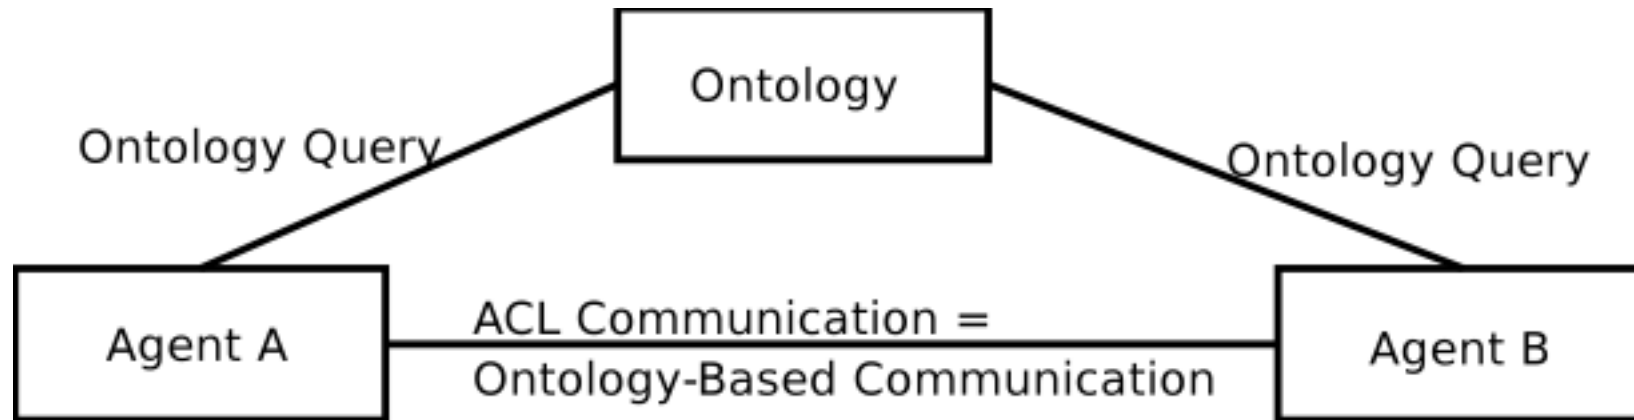 Ontology
Ontology Query
Ontology Query
ACL Communication =
Ontology-Based Communication
Agent A
Agent B